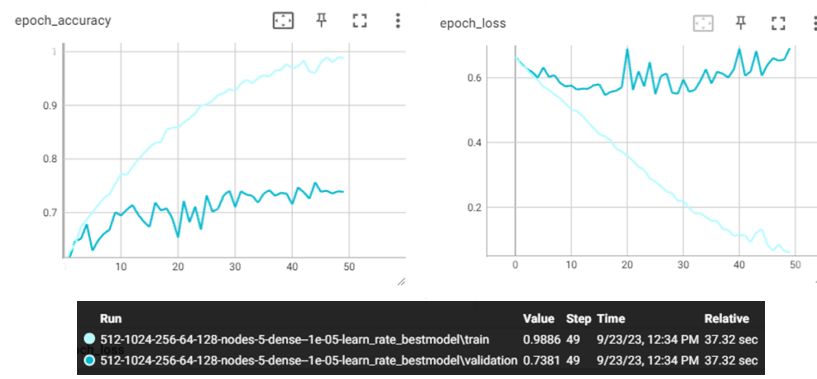 epoch_accuracy
1
0.9
0.8
0.7
10 20 30 40 50
epoch_loss
0.6
0.4
0.2
0 10 20 30 40 50
Run Value Step Time Relative
512-1024-256-64-128-nodes-5-dense--1e-05-learn_rate_bestmodel\train 0.9886 49 9/23/23, 12:34 PM 37.32 sec
512-1024-256-64-128-nodes-5-dense--1e-05-learn_rate_bestmodel\validation 0.7381 49 9/23/23, 12:34 PM 37.32 sec